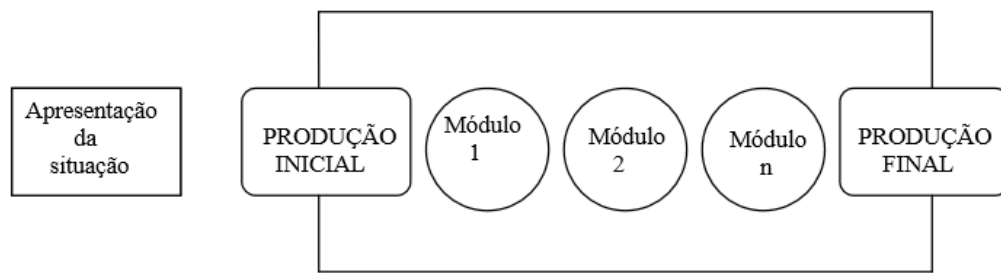 Apresentação
da
situação
PRODUÇÃO
INICIAL
Módulo
1
Módulo
2
Módulo
n
PRODUÇÃO
FINAL